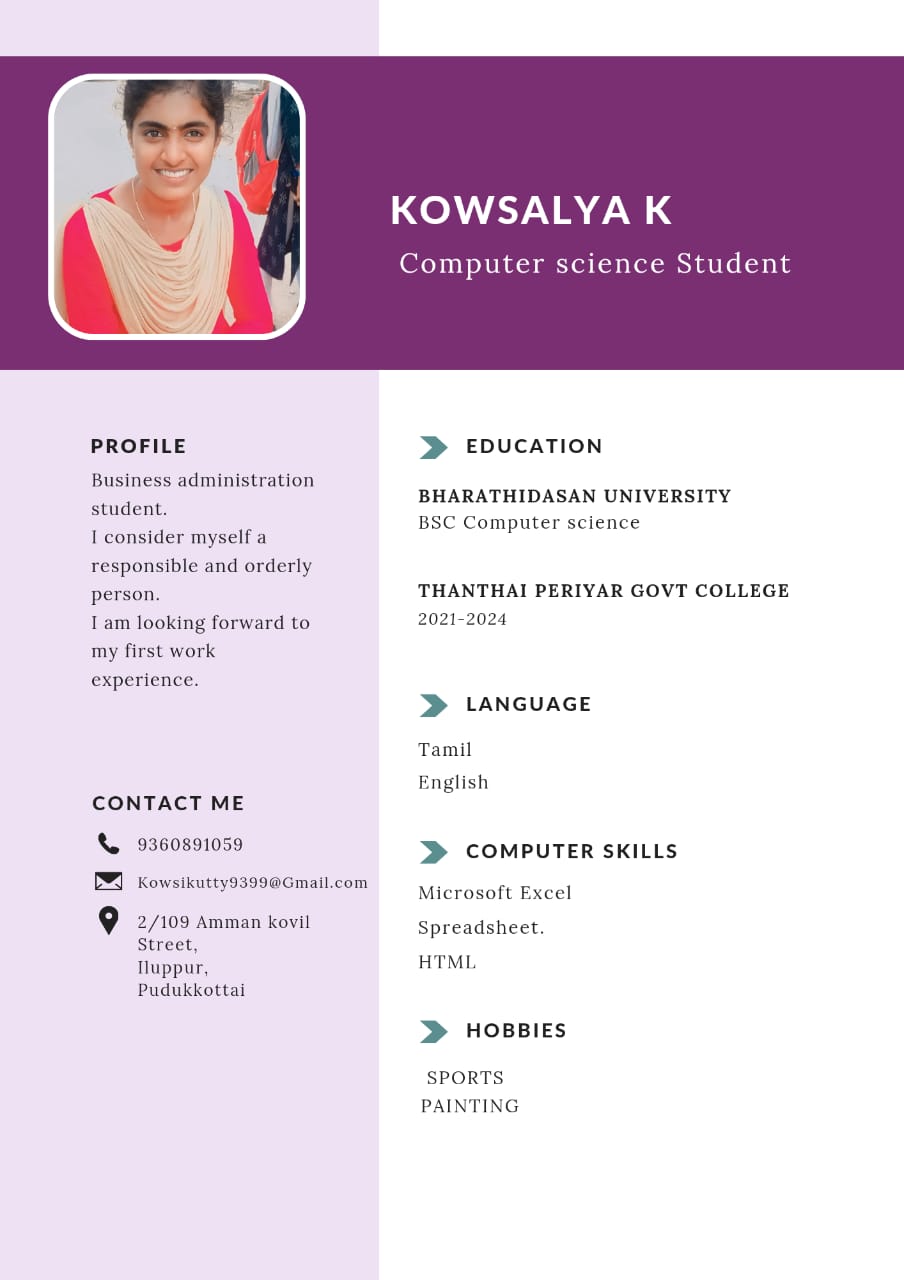 KOWSALYA K
Computer science Student
PROFILE
Business administration
student.
I consider myself a
responsible and orderly
person.
I am looking forward to
my first work
experience.
CONTACT ME
9360891059
Kowsikutty9399@Gmail.com
2/109 Amman kovil
Street,
Iluppur,
Pudukkottai
EDUCATION
BHARATHIDASAN UNIVERSITY
BSC Computer science
THANTHAI PERIYAR GOVT COLLEGE
2021-2024
LANGUAGE
Tamil
English
COMPUTER SKILLS
Microsoft Excel
Spreadsheet.
HTML
HOBBIES
SPORTS
PAINTING